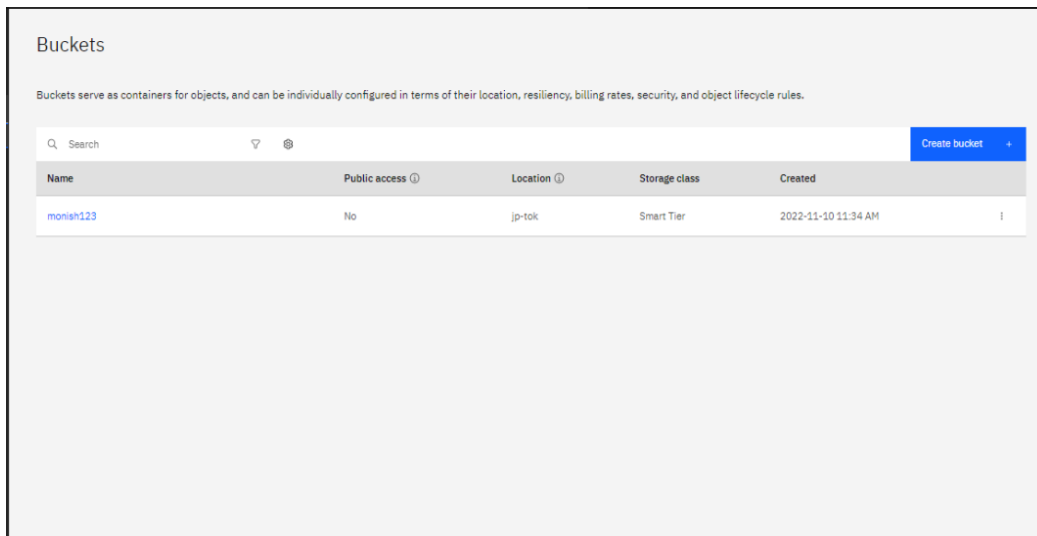 Buckets
Buckets serve as containers for objects, and can be individually configured in terms of their location, resiliency, billing rates, security, and object lifecycle rules.
Search Create bucket +
Name Public access Location Storage class Created
monish123 No jp-tok Smart Tier 2022-11-10 11:34 AM